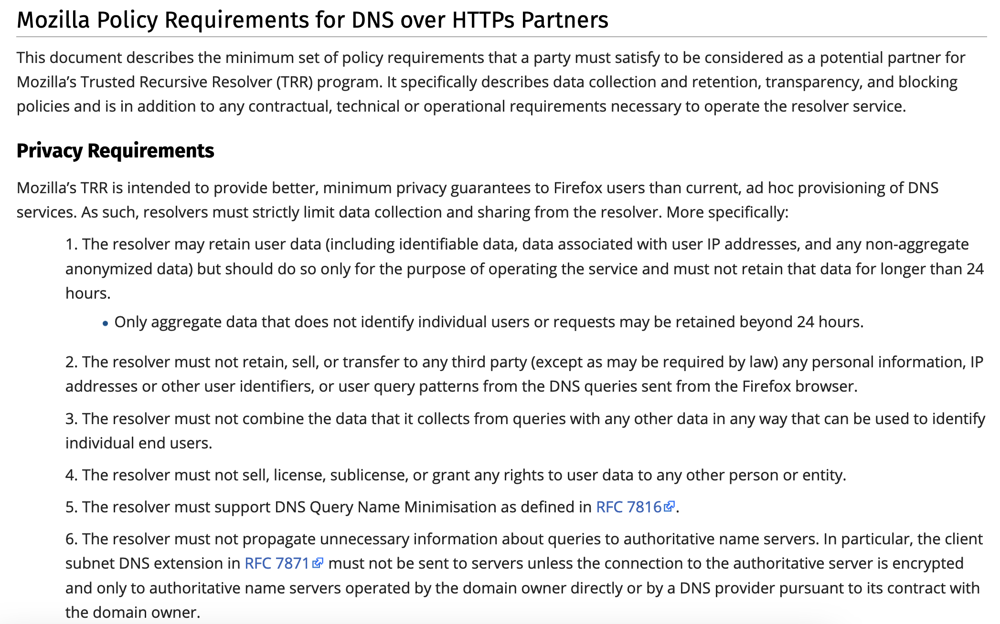 Mozilla Policy Requirements for DNS over HTTPs Partners
This document describes the minimum set of policy requirements that a party must satisfy to be considered as a potential partner for
Mozilla’s Trusted Recursive Resolver (TRR) program. It specifically describes data collection and retention, transparency, and blocking
policies and is in addition to any contractual, technical or operational requirements necessary to operate the resolver service.
Privacy Requirements
Mozilla’s TRR is intended to provide better, minimum privacy guarantees to Firefox users than current, ad hoc provisioning of DNS
services. As such, resolvers must strictly limit data collection and sharing from the resolver. More specifically:
1. The resolver may retain user data (including identifiable data, data associated with user IP addresses, and any non-aggregate
anonymized data) but should do so only for the purpose of operating the service and must not retain that data for longer than 24
hours.
• Only aggregate data that does not identify individual users or requests may be retained beyond 24 hours.
2. The resolver must not retain, sell, or transfer to any third party (except as may be required by law) any personal information, IP
addresses or other user identifiers, or user query patterns from the DNS queries sent from the Firefox browser.
3. The resolver must not combine the data that it collects from queries with any other data in any way that can be used to identify
individual end users.
4. The resolver must not sell, license, sublicense, or grant any rights to user data to any other person or entity.
5. The resolver must support DNS Query Name Minimisation as defined in RFC 7816.
6. The resolver must not propagate unnecessary information about queries to authoritative name servers. In particular, the client
subnet DNS extension in RFC 7871 must not be sent to servers unless the connection to the authoritative server is encrypted
and only to authoritative name servers operated by the domain owner directly or by a DNS provider pursuant to its contract with
the domain owner.